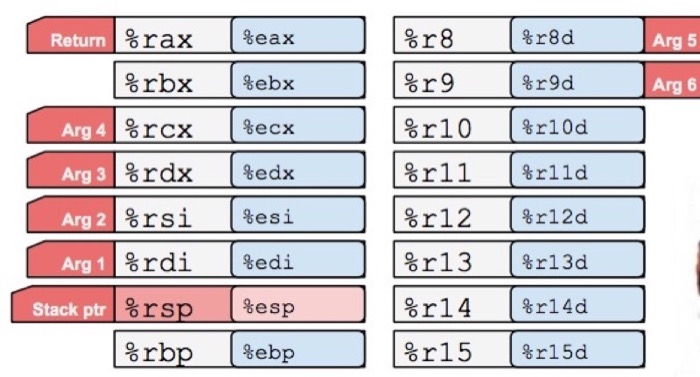 Return %rax %eax %r8 %r8d Arg 5
%rbx %ebx %r9 %r9d Arg 6
Arg 4 %rcx %ecx %r10 %r10d
Arg 3 %rdx %edx %r11 %r11d
Arg 2 %rsi %esi %r12 %r12d
Arg 1 %rdi %edi %r13 %r13d
Stack ptr %rsp %esp %r14 %r14d
%rbp %ebp %r15 %r15d